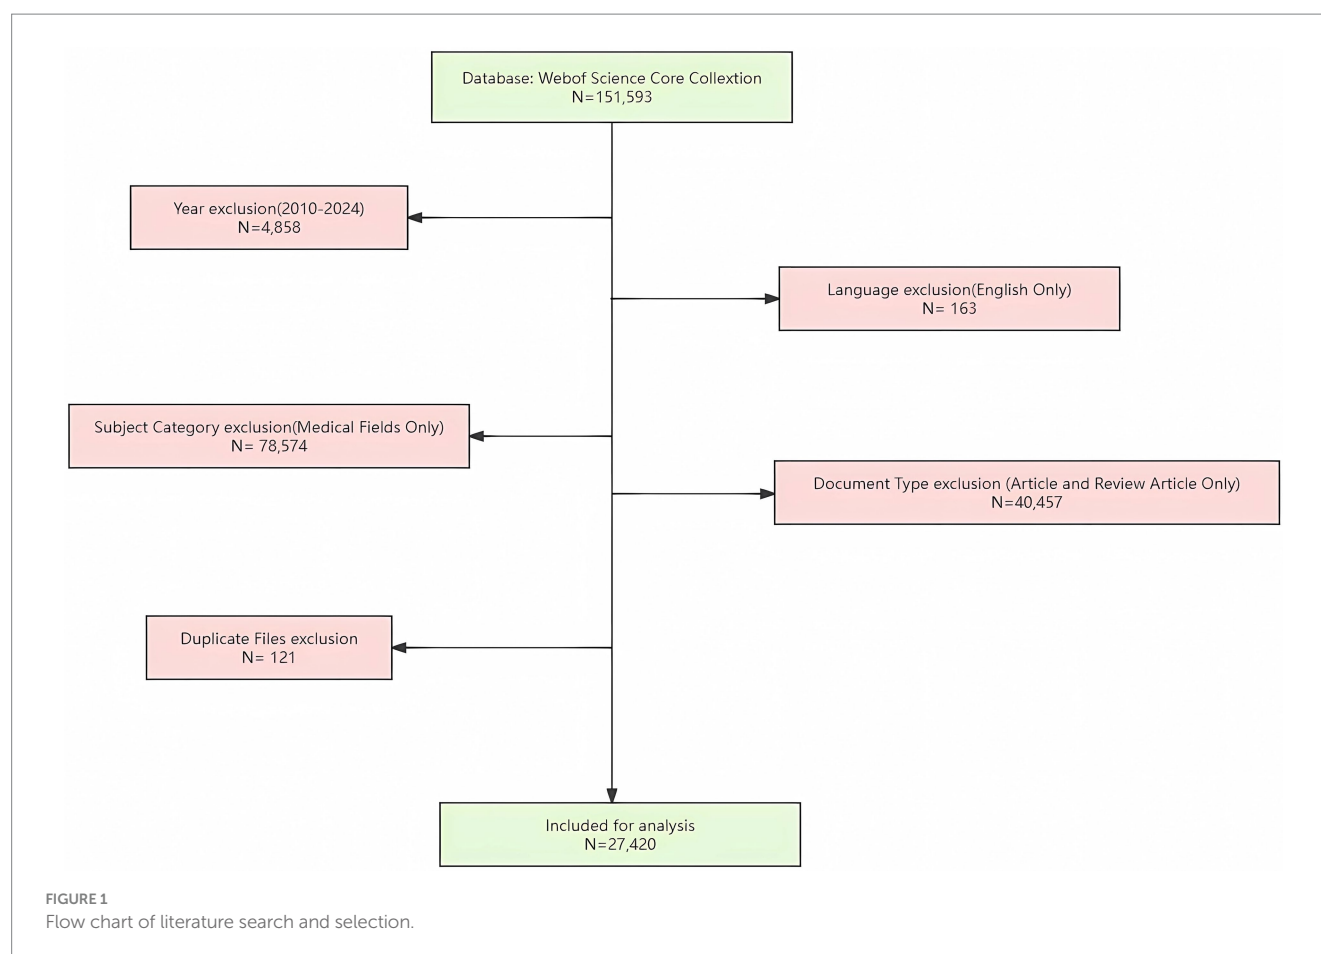 Database: Webof Science Core Collextion
N=151,593
Year exclusion(2010-2024)
N=4,858
Language exclusion(English Only)
N= 163
Subject Category exclusion(Medical Fields Only)
N= 78,574
Document Type exclusion (Article and Review Article Only)
N=40,457
Duplicate Files exclusion
N= 121
Included for analysis
N=27,420
FIGURE 1
Flow chart of literature search and selection.